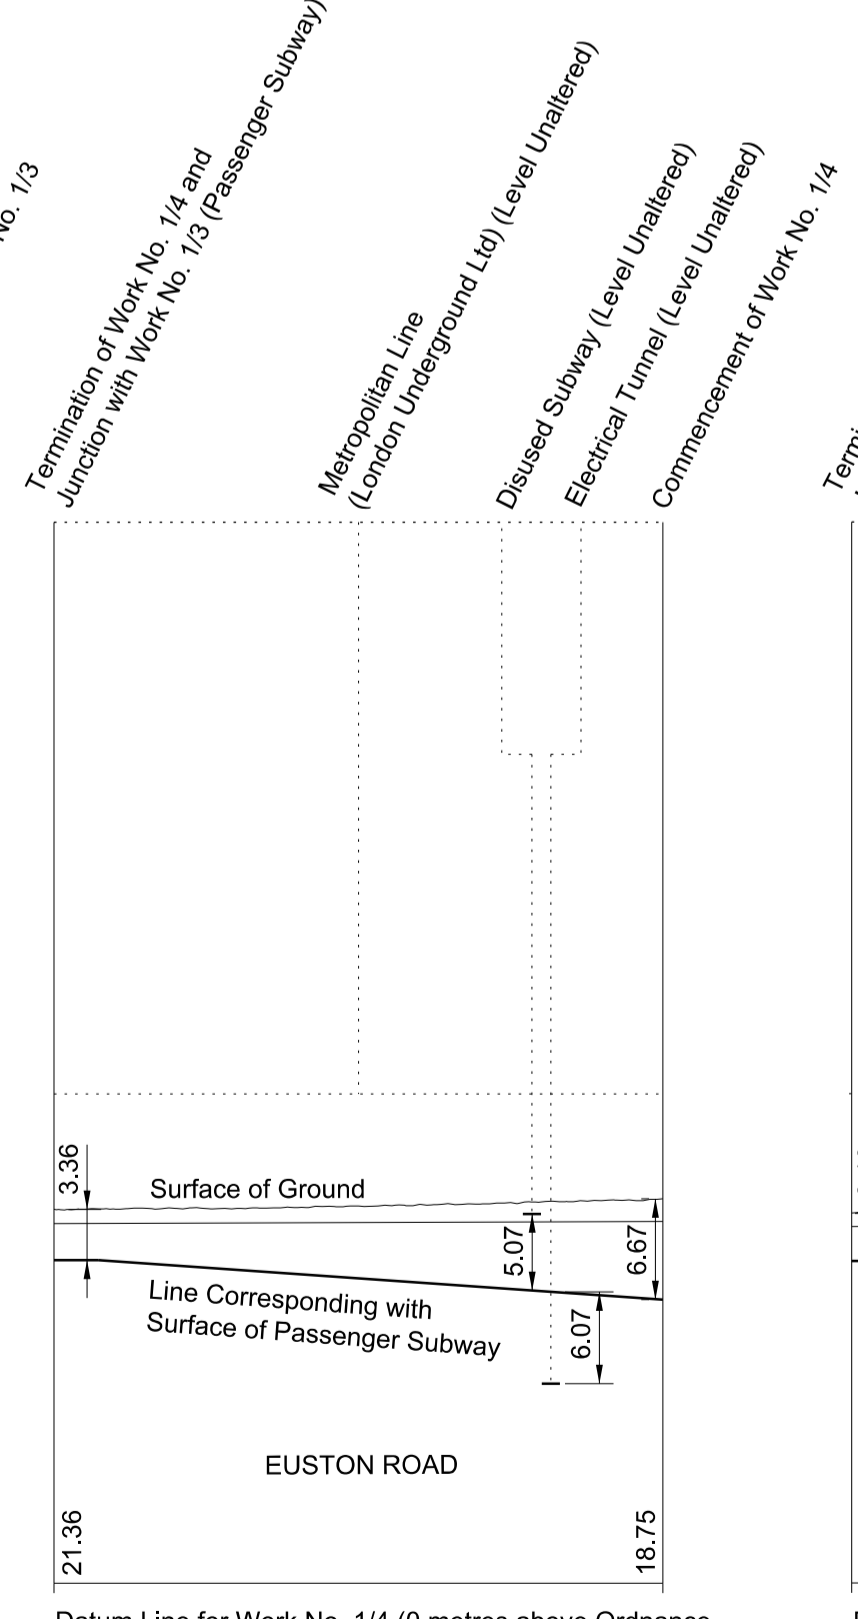 No. 1/3
Termination of Work No. 1/4 and
Junction with Work No. 1/3 (Passenger Subway)
Metropolitan Line
(London Underground Ltd) (Level Unaltered)
Disused Subway (Level Unaltered)
Electrical Tunnel (Level Unaltered)
Commencement of Work No. 1/4
3.36
Surface of Ground
5.07
6.67
Line Corresponding with
Surface of Passenger Subway
6.07
EUSTON ROAD
21.36
18.75
Datum Line for Work No. 1/4 (0 metres above Ordnance